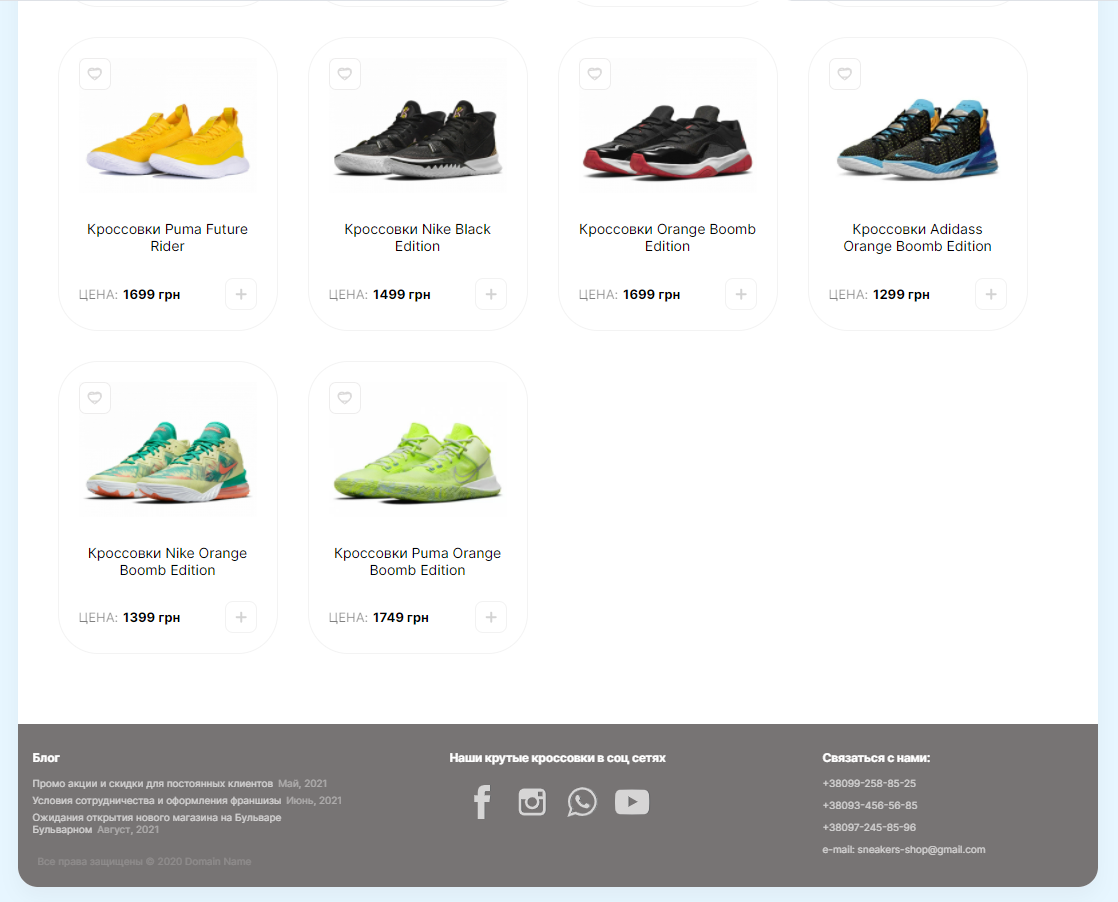 Кроссовки Puma Future
Rider
ЦЕНА: 1699 грн
Кроссовки Nike Black
Edition
ЦЕНА: 1499 грн
Кроссовки Orange Boomb
Edition
ЦЕНА: 1699 грн
Кроссовки Adidass
Orange Boomb Edition
ЦЕНА: 1299 грн
Кроссовки Nike Orange
Boomb Edition
ЦЕНА: 1399 грн
Кроссовки Puma Orange
Boomb Edition
ЦЕНА: 1749 грн
Блог
Промо акции и скидки для постоянных клиентов Май, 2021
Условия сотрудничества и оформления франшизы Июнь, 2021
Ожидания открытия нового магазина на Бульваре
Бульварном Август, 2021
Все права защищены © 2020 Domain Name
Наши крутые кроссовки в соц сетях
Связаться с нами:
+38099-258-85-25
+38093-456-56-85
+38097-245-85-96
e-mail: sneakers-shop@gmail.com